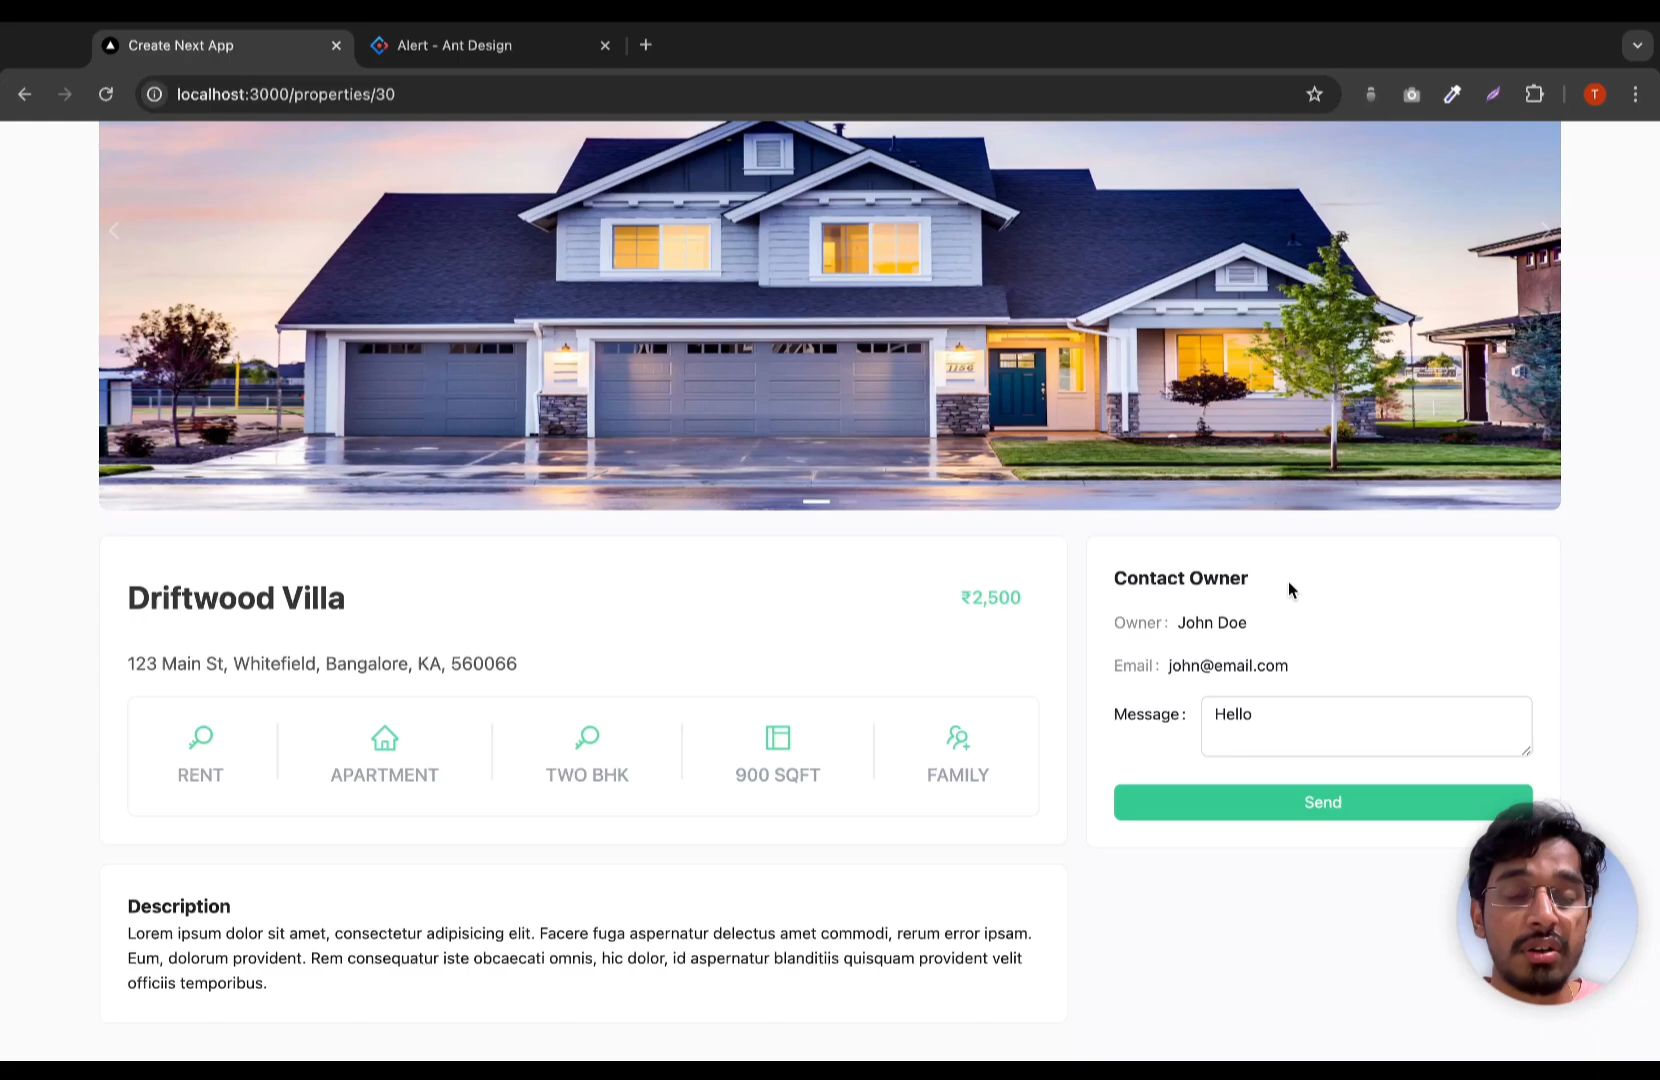 Create Next App
Alert - Ant Design
localhost:3000/properties/30
T
1156
Driftwood Villa
₹2,500
123 Main St, Whitefield, Bangalore, KA, 560066
RENT
APARTMENT
TWO BHK
900 SQFT
FAMILY
Contact Owner
Owner: John Doe
Email: john@email.com
Message: Hello
Send
Description
Lorem ipsum dolor sit amet, consectetur adipisicing elit. Facere fuga aspernatur delectus amet commodi, rerum error ipsam.
Eum, dolorum provident. Rem consequatur iste obcaecati omnis, hic dolor, id aspernatur blanditiis quisquam provident velit
officiis temporibus.